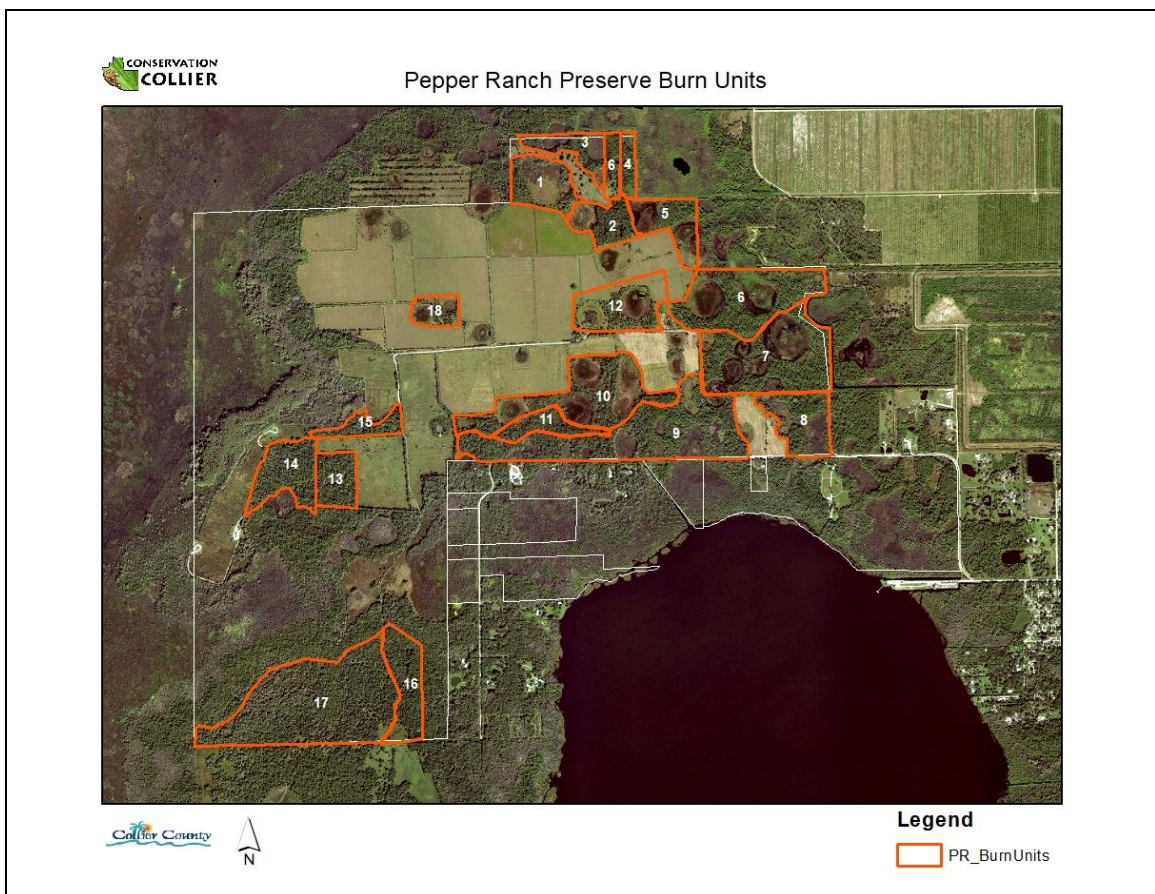 CONSERVATION
COLLIER
Pepper Ranch Preserve Burn Units
3
6
4
1
2
5
6
12
18
7
10
11
15
9
8
14
13
16
17
Collier County
N
Legend
PR_BurnUnits